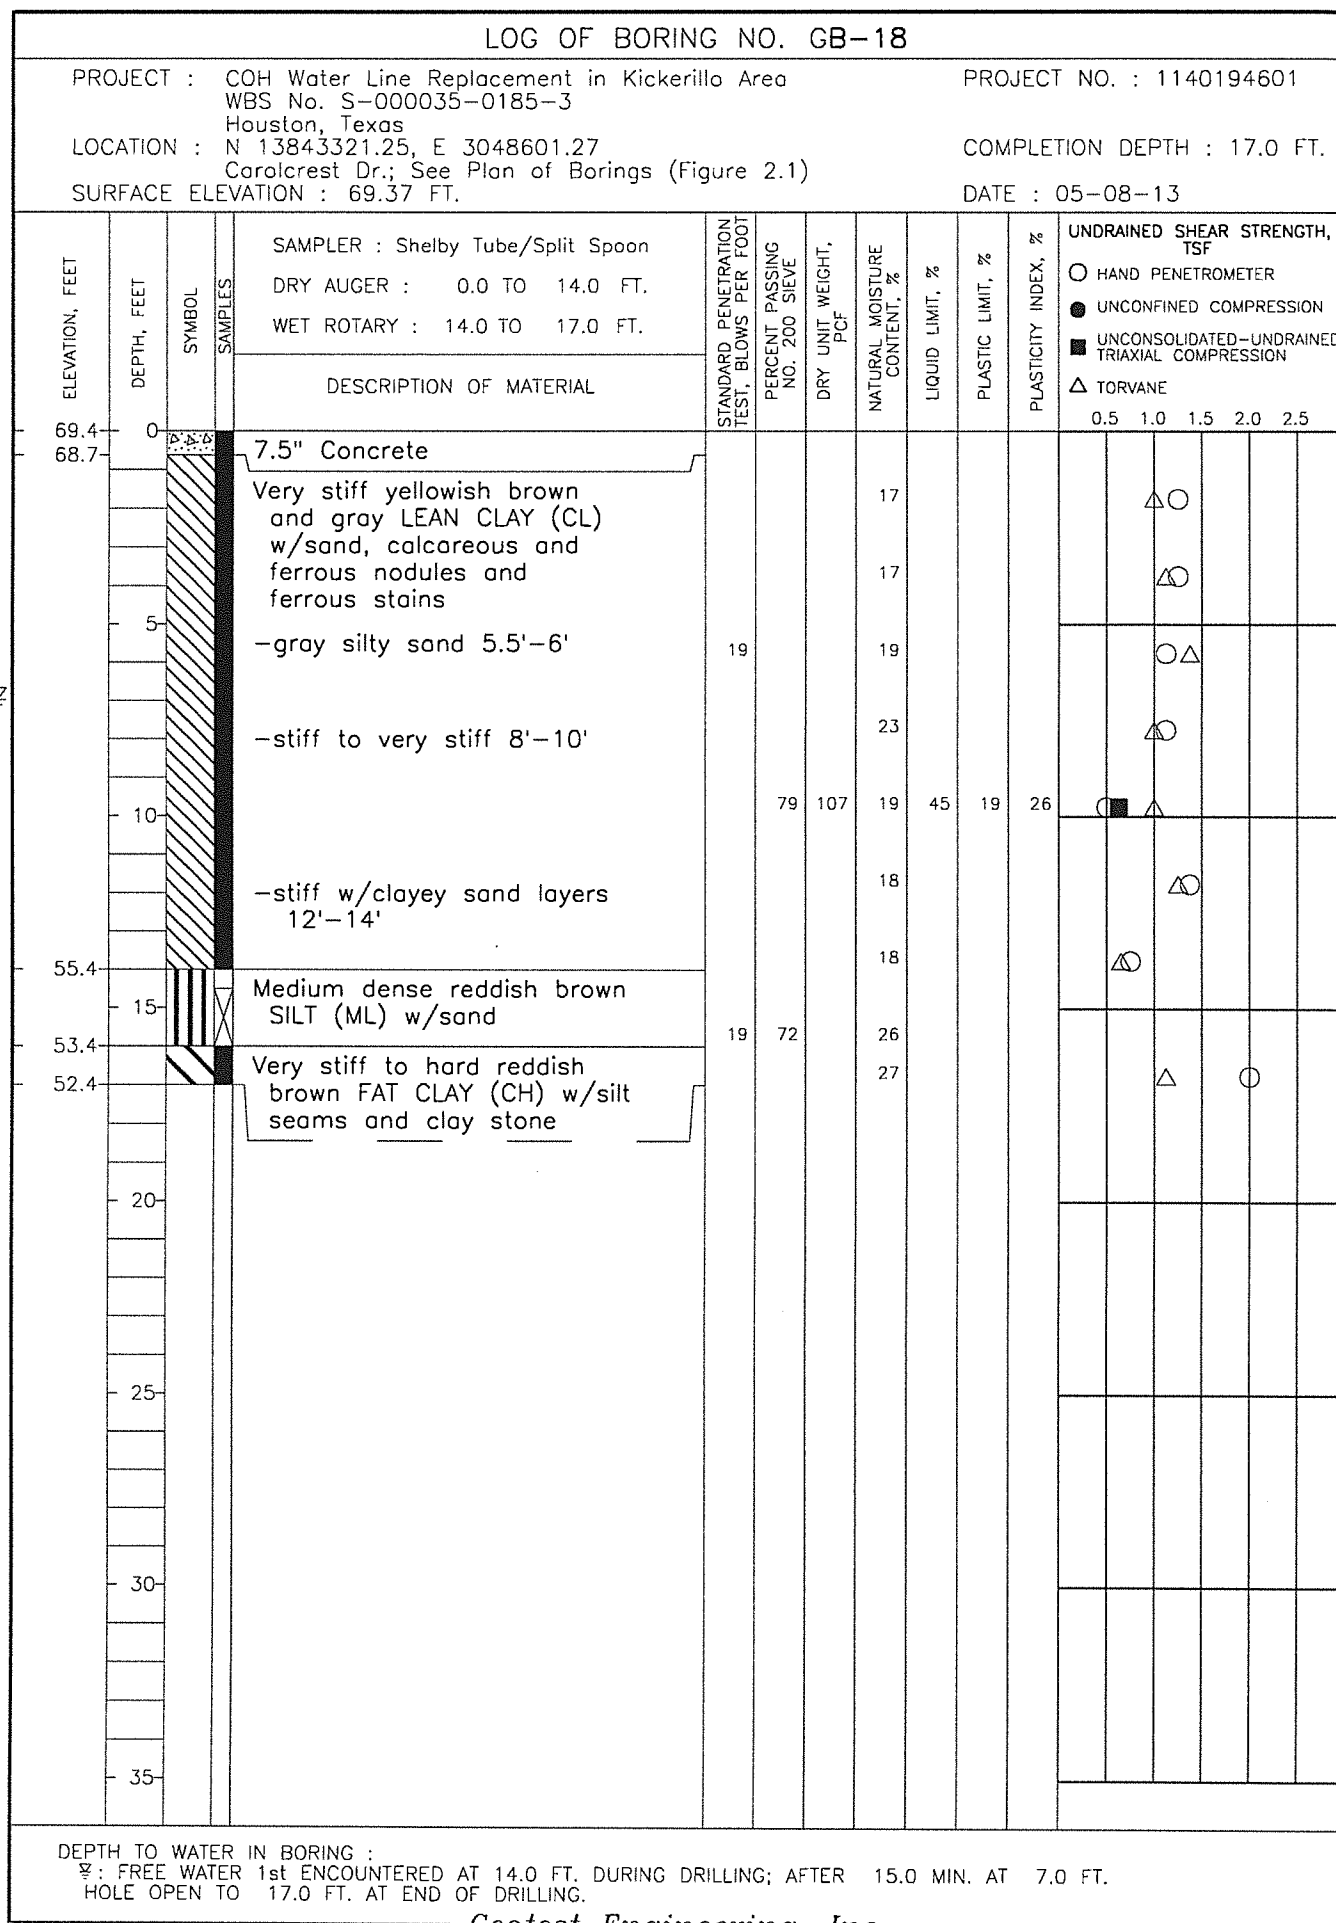 LOG OF BORING NO. GB-18
PROJECT : COH Water Line Replacement in Kickerillo Area
WBS No. S-000035-0185-3
Houston, Texas
PROJECT NO. : 1140194601
LOCATION : N 13843321.25, E 3048601.27
Carolcrest Dr.; See Plan of Borings (Figure 2.1)
COMPLETION DEPTH : 17.0 FT.
SURFACE ELEVATION : 69.37 FT.
DATE : 05-08-13
ELEVATION, FEET
DEPTH, FEET
SYMBOL
SAMPLES
SAMPLER : Shelby Tube/Split Spoon
DRY AUGER : 0.0 TO 14.0 FT.
WET ROTARY : 14.0 TO 17.0 FT.
DESCRIPTION OF MATERIAL
STANDARD PENETRATION
TEST, BLOWS PER FOOT
PERCENT PASSING
NO. 200 SIEVE
DRY UNIT WEIGHT,
PCF
NATURAL MOISTURE
CONTENT, %
LIQUID LIMIT, %
PLASTIC LIMIT, %
PLASTICITY INDEX, %
UNDRAINED SHEAR STRENGTH,
TSF
○ HAND PENETROMETER
● UNCONFINED COMPRESSION
■ UNCONSOLIDATED-UNDRAINED
TRIAXIAL COMPRESSION
△ TORVANE
0.5 1.0 1.5 2.0 2.5
69.4 0
68.7 7.5" Concrete
Very stiff yellowish brown 17
and gray LEAN CLAY (CL)
w/sand, calcareous and
ferrous nodules and 17
ferrous stains
5
-gray silty sand 5.5'-6' 19 19
-stiff to very stiff 8'-10' 23
10 79 107 19 45 19 26
-stiff w/clayey sand layers 18
12'-14'
55.4 18
Medium dense reddish brown
15 SILT (ML) w/sand
19 72 26
53.4
Very stiff to hard reddish 27
52.4 brown FAT CLAY (CH) w/silt
seams and clay stone
20
25
30
35
DEPTH TO WATER IN BORING :
: FREE WATER 1st ENCOUNTERED AT 14.0 FT. DURING DRILLING; AFTER 15.0 MIN. AT 7.0 FT.
HOLE OPEN TO 17.0 FT. AT END OF DRILLING.
Geotest Engineering, Inc.